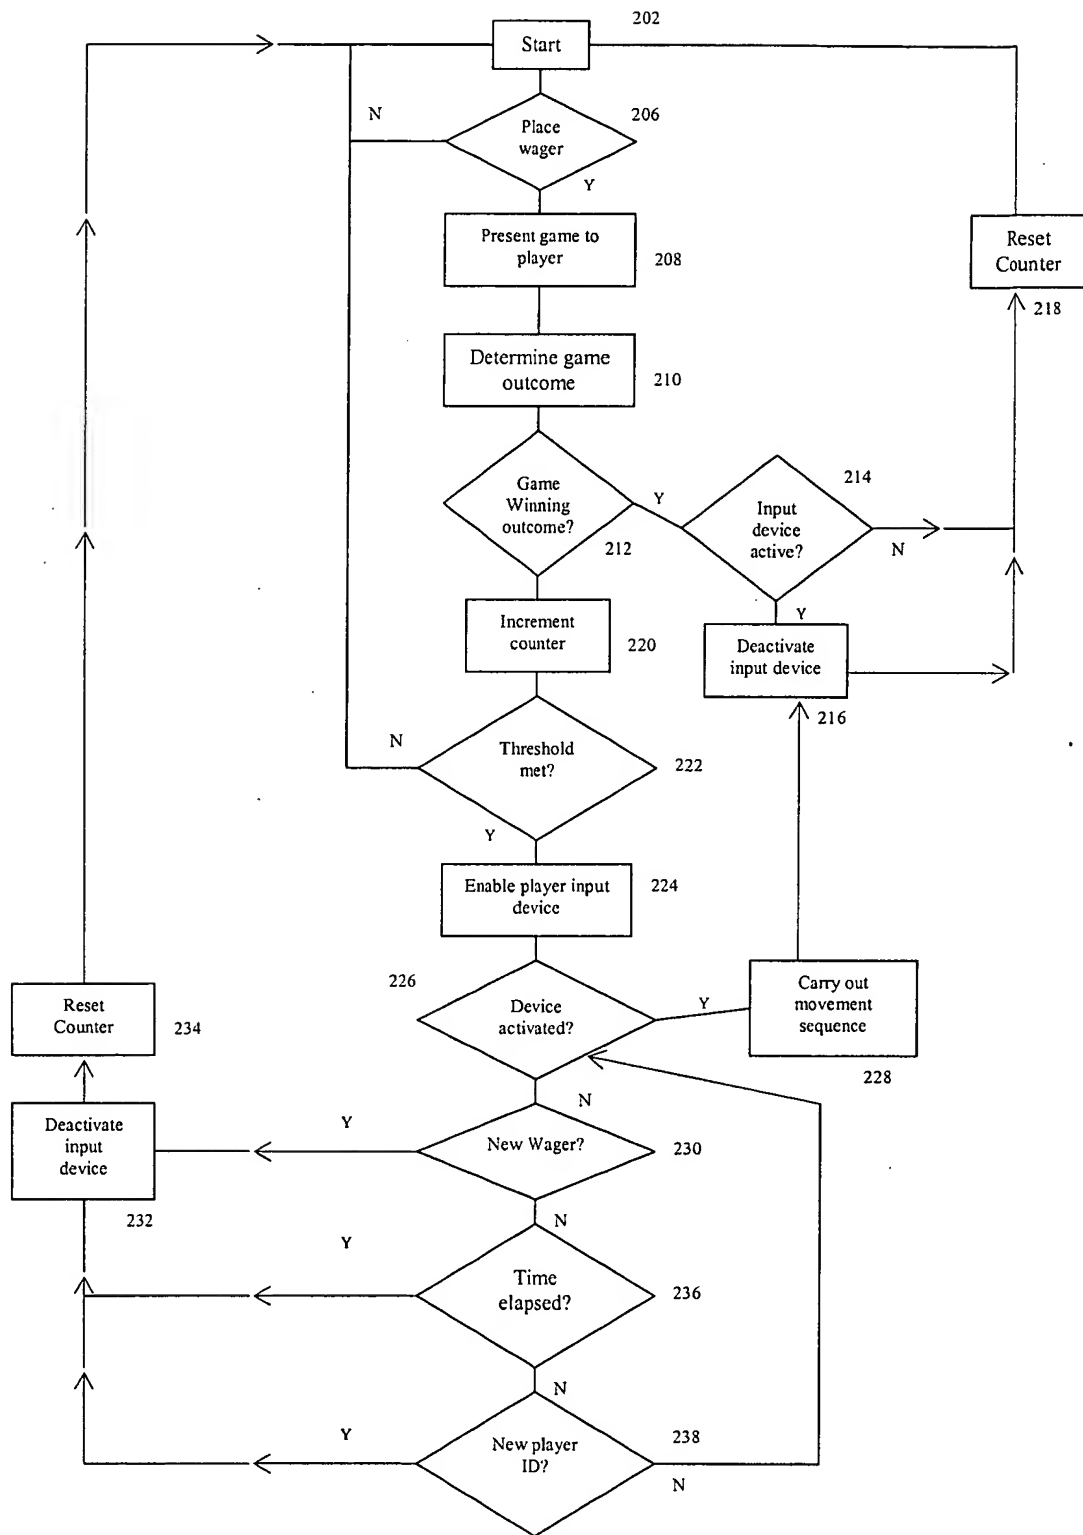 202
Start
N
Place
wager
206
Y
Present game to
player
208
Reset
Counter
218
Determine game
outcome
210
Game
Winning
outcome?
212
Y
214
Input
device
active?
N
Y
Increment
counter
220
Deactivate
input device
216
N
Threshold
met?
222
Y
Enable player input
device
224
226
Device
activated?
Y
Carry out
movement
sequence
228
Reset
Counter
234
N
Deactivate
input
device
232
Y
New Wager?
230
N
Y
Time
elapsed?
236
N
Y
New player
ID?
238
N